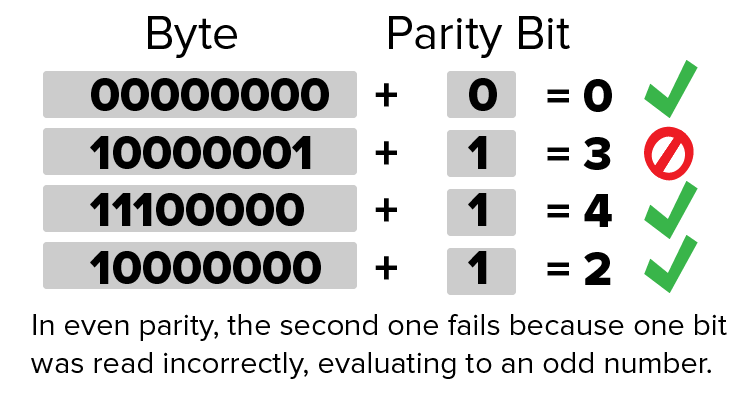 Byte Parity Bit
00000000 + 0 = 0
10000001 + 1 = 3
11100000 + 1 = 4
10000000 + 1 = 2
In even parity, the second one fails because one bit
was read incorrectly, evaluating to an odd number.